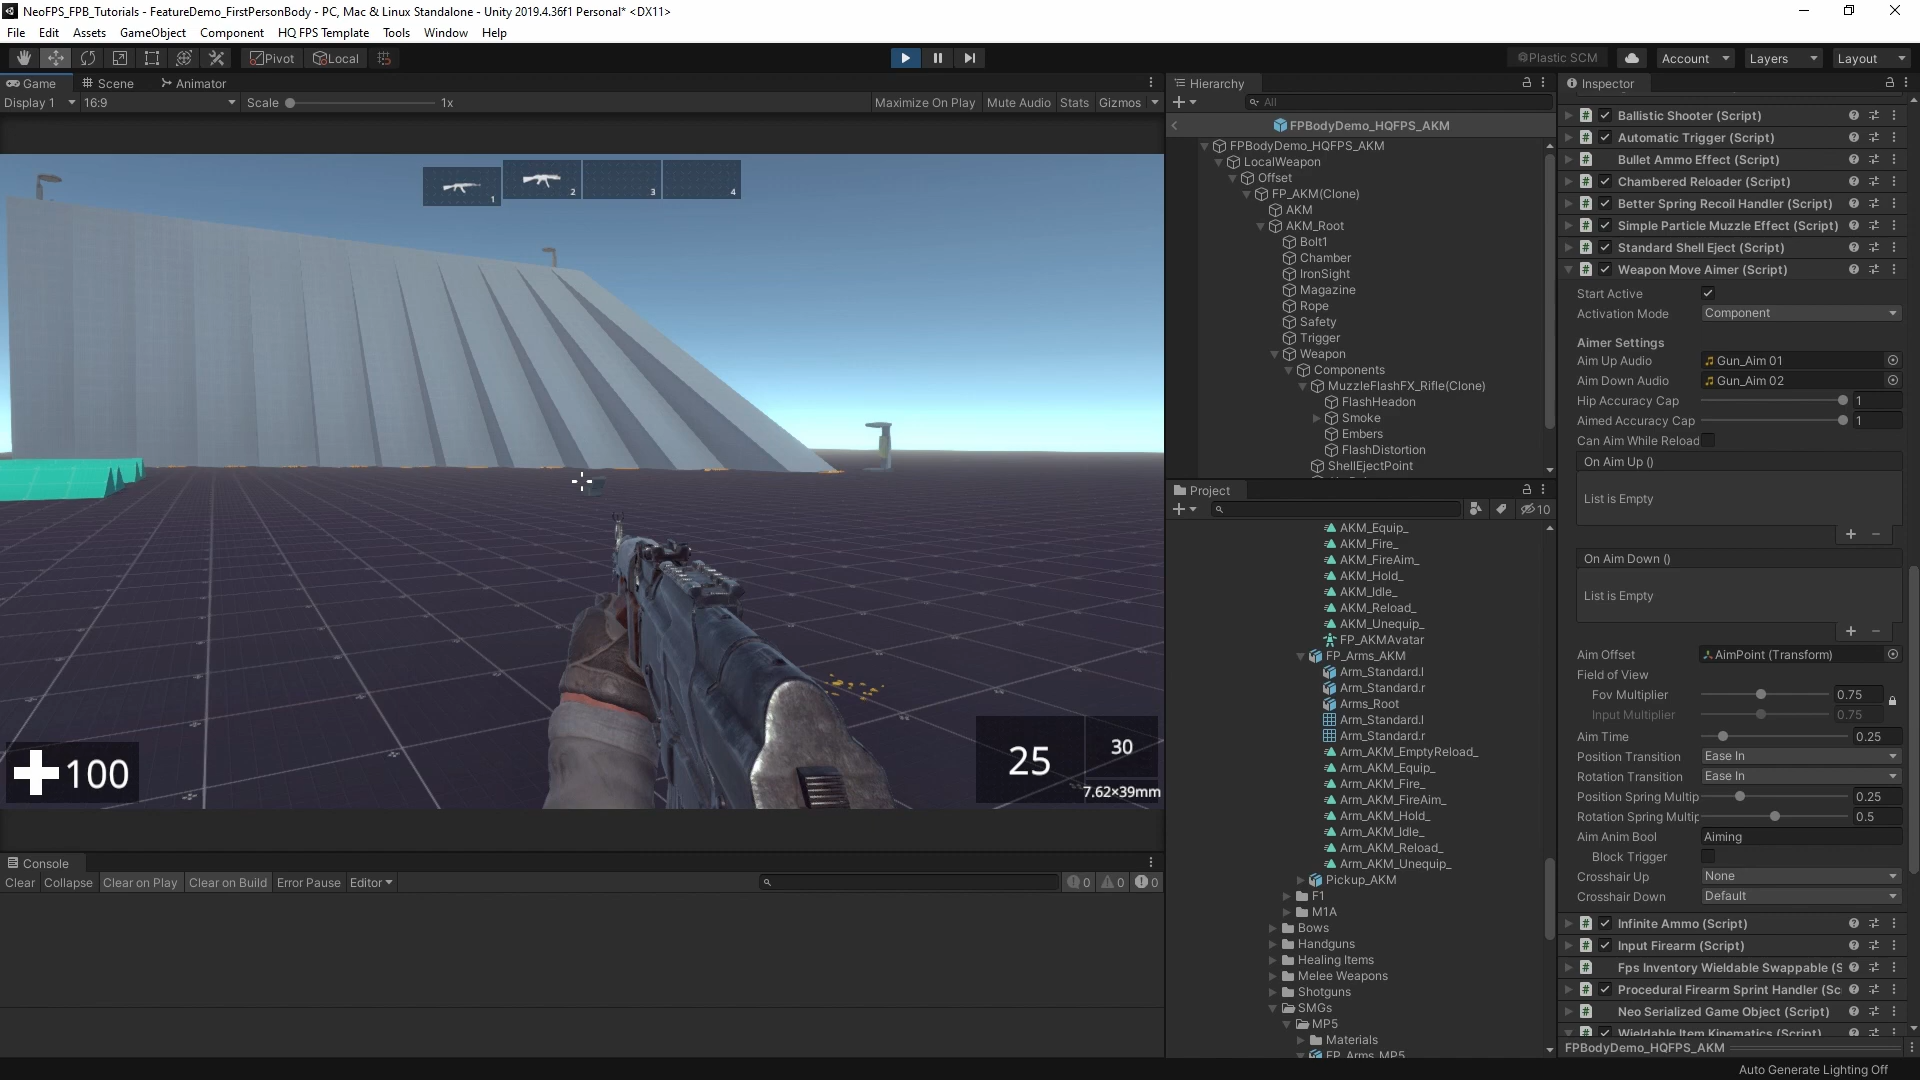 NeoFPS_FPB_Tutorials - FeatureDemo_FirstPersonBody - PC, Mac & Linux Standalone - Unity 2019.4.36f1 Personal* <DX11>
File Edit Assets GameObject Component HQ FPS Template Tools Window Help
Pivot Local Plastic SCM Account Layers Layout
Game Scene Animator
Display 1 16:9 Scale 1x Maximize On Play Mute Audio Stats Gizmos
1 2 3 4
100
25 30
7.62×39mm
Console
Clear Collapse Clear on Play Clear on Build Error Pause Editor 0 0 0
Hierarchy
All
FPBodyDemo_HQFPS_AKM
FPBodyDemo_HQFPS_AKM
LocalWeapon
Offset
FP_AKM(Clone)
AKM
AKM_Root
Bolt1
Chamber
IronSight
Magazine
Rope
Safety
Trigger
Weapon
Components
MuzzleFlashFX_Rifle(Clone)
FlashHeadon
Smoke
Embers
FlashDistortion
ShellEjectPoint
Project
10
AKM_Equip_
AKM_Fire_
AKM_FireAim_
AKM_Hold_
AKM_Idle_
AKM_Reload_
AKM_Unequip_
FP_AKMAvatar
FP_Arms_AKM
Arm_Standard.l
Arm_Standard.r
Arms_Root
Arm_Standard.l
Arm_Standard.r
Arm_AKM_EmptyReload_
Arm_AKM_Equip_
Arm_AKM_Fire_
Arm_AKM_FireAim_
Arm_AKM_Hold_
Arm_AKM_Idle_
Arm_AKM_Reload_
Arm_AKM_Unequip_
Pickup_AKM
F1
M1A
Bows
Handguns
Healing Items
Melee Weapons
Shotguns
SMGs
MP5
Materials
FP_Arms_MP5
Inspector
Ballistic Shooter (Script)
Automatic Trigger (Script)
Bullet Ammo Effect (Script)
Chambered Reloader (Script)
Better Spring Recoil Handler (Script)
Simple Particle Muzzle Effect (Script)
Standard Shell Eject (Script)
Weapon Move Aimer (Script)
Start Active
Activation Mode Component
Aimer Settings
Aim Up Audio Gun_Aim 01
Aim Down Audio Gun_Aim 02
Hip Accuracy Cap 1
Aimed Accuracy Cap 1
Can Aim While Reload
On Aim Up ()
List is Empty
On Aim Down ()
List is Empty
Aim Offset AimPoint (Transform)
Field of View
Fov Multiplier 0.75
Input Multiplier 0.75
Aim Time 0.25
Position Transition Ease In
Rotation Transition Ease In
Position Spring Multip 0.25
Rotation Spring Multip 0.5
Aim Anim Bool Aiming
Block Trigger
Crosshair Up None
Crosshair Down Default
Infinite Ammo (Script)
Input Firearm (Script)
Fps Inventory Wieldable Swappable (S
Procedural Firearm Sprint Handler (Sc
Neo Serialized Game Object (Script)
Wieldable Item Kinematics (Script)
FPBodyDemo_HQFPS_AKM
Auto Generate Lighting Off